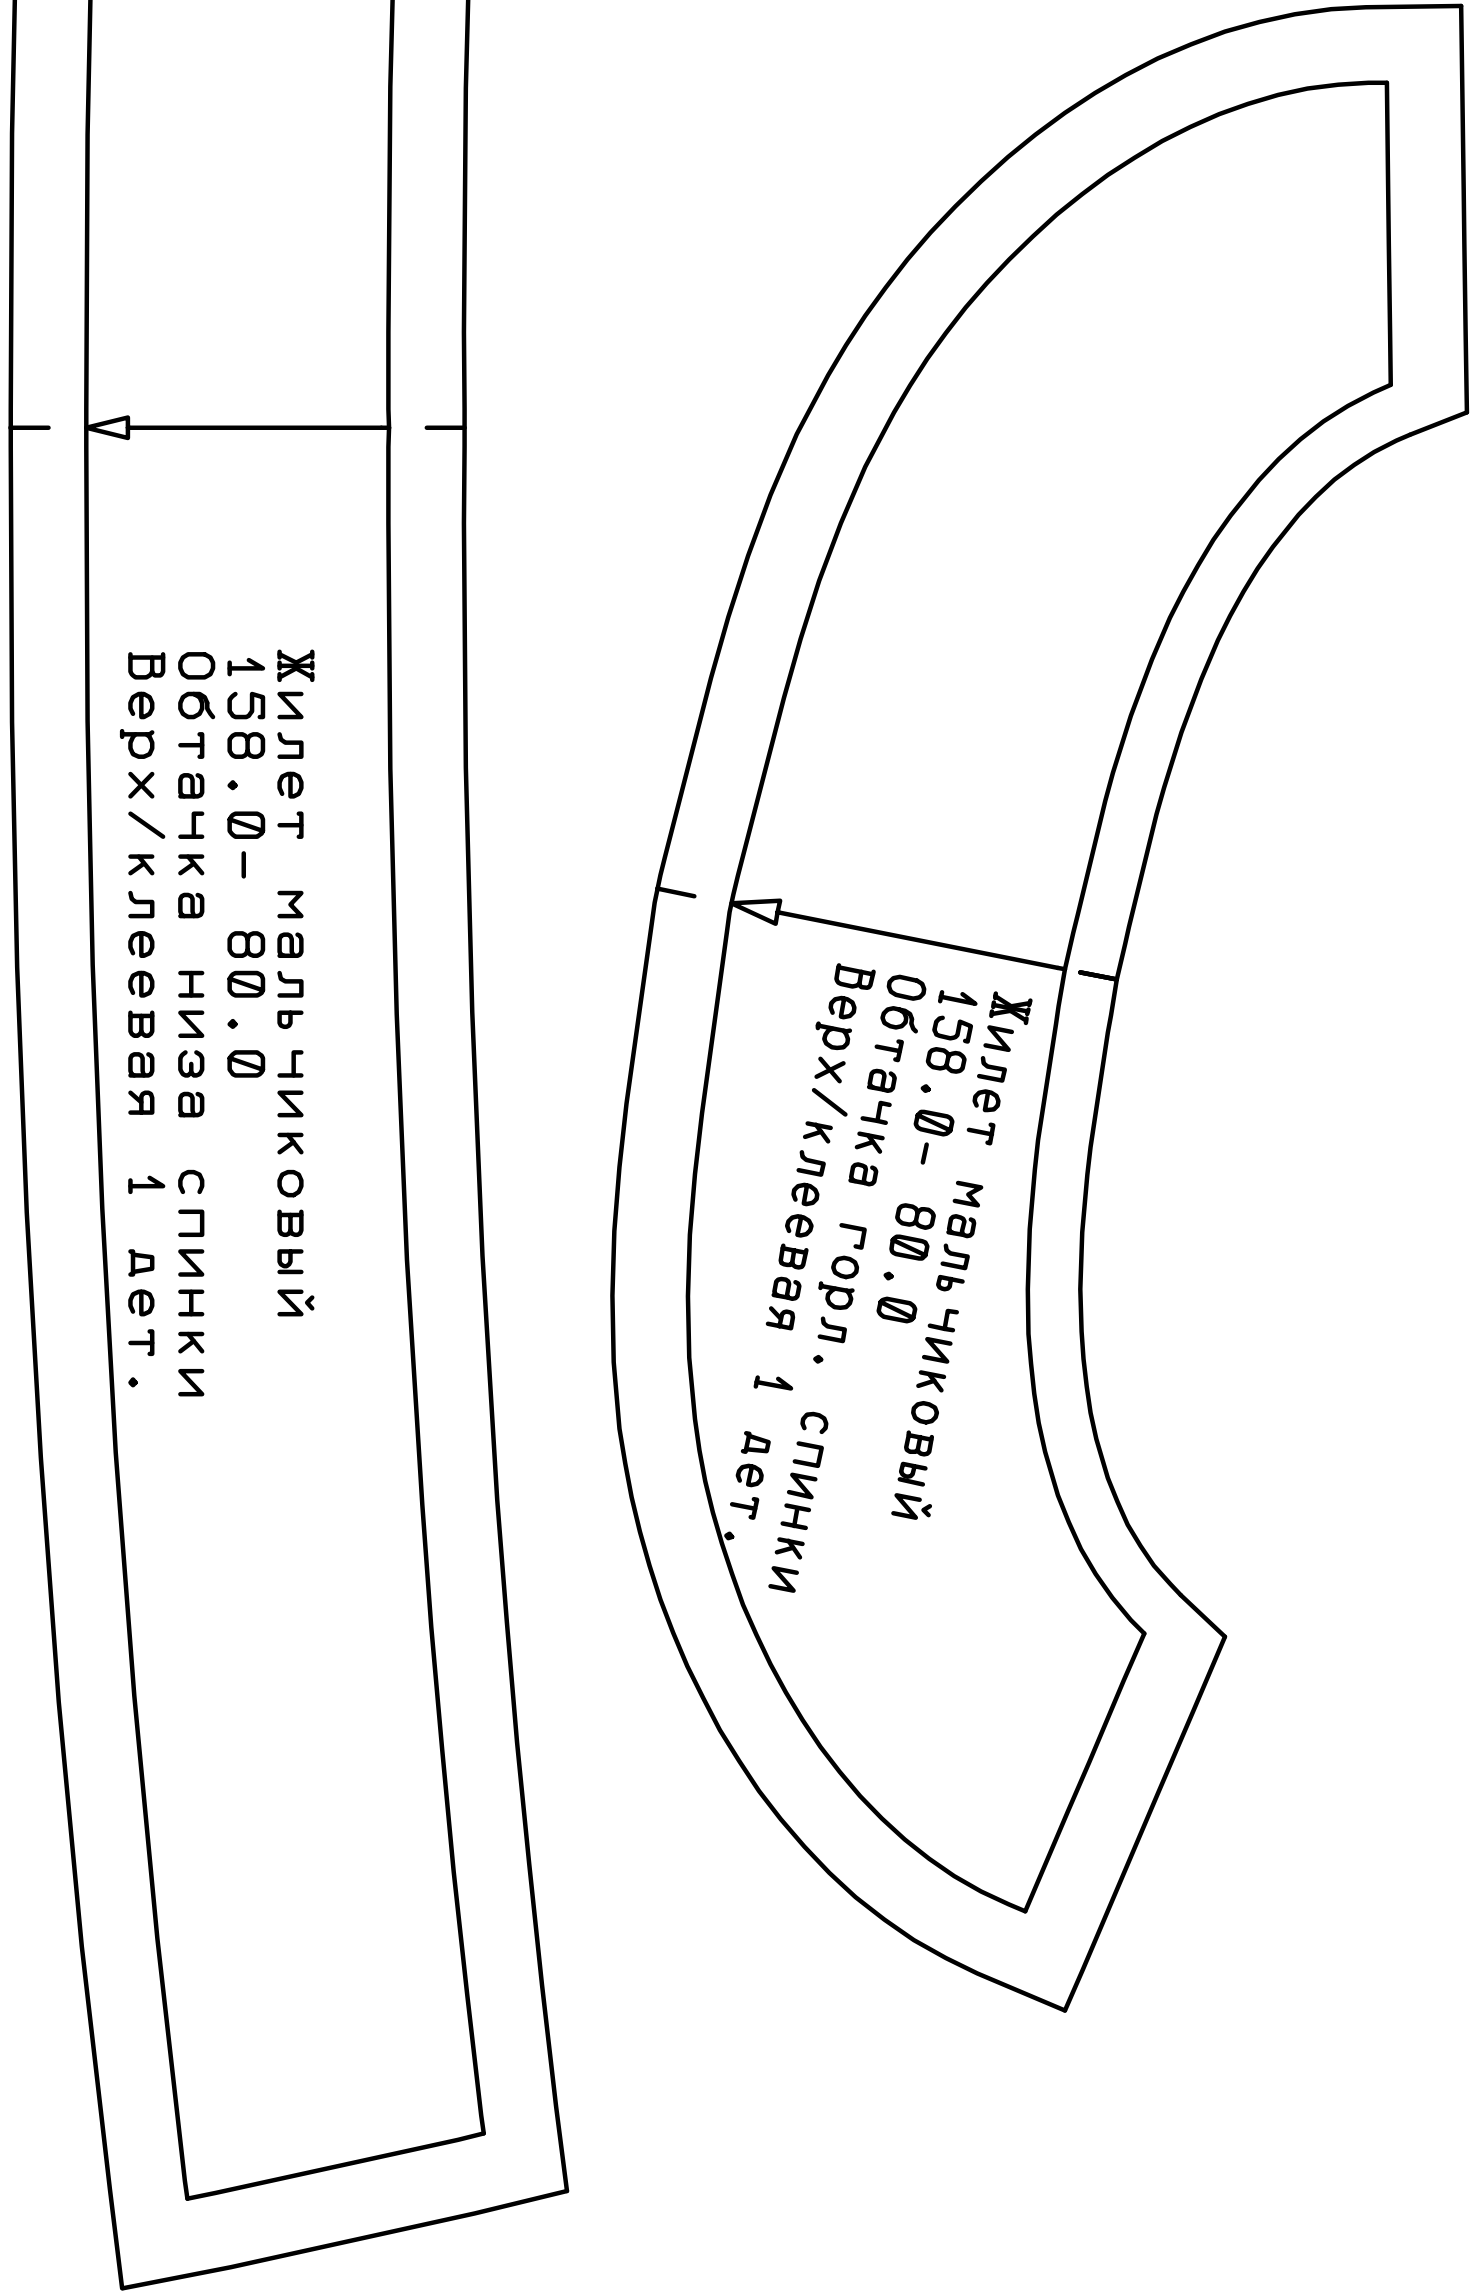 Жилет мальчиковый
158.0- 80.0
Обтачка низа спинки
Верх/клеевая 1 дет.
Жилет мальчиковый
158.0- 80.0
Обтачка горл. спинки
Верх/клеевая 1 дет.